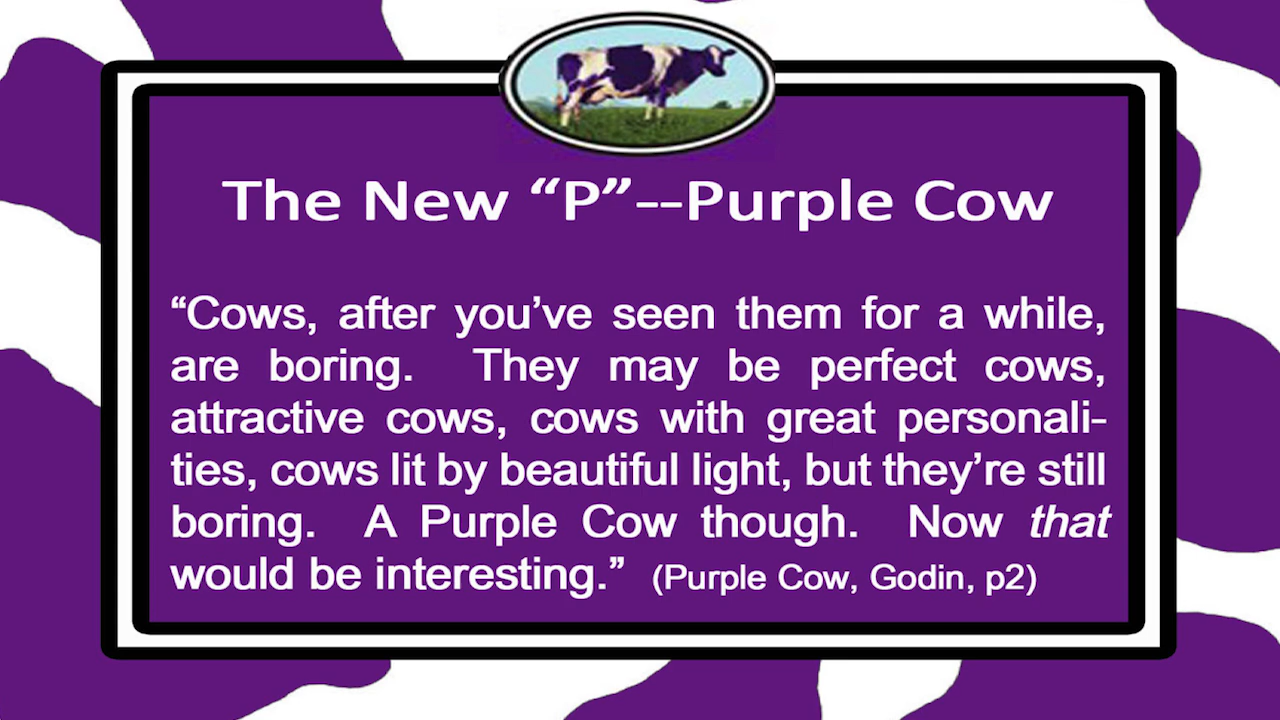 The New “P”--Purple Cow
“Cows, after you’ve seen them for a while,
are boring. They may be perfect cows,
attractive cows, cows with great personali-
ties, cows lit by beautiful light, but they’re still
boring. A Purple Cow though. Now that
would be interesting.” (Purple Cow, Godin, p2)